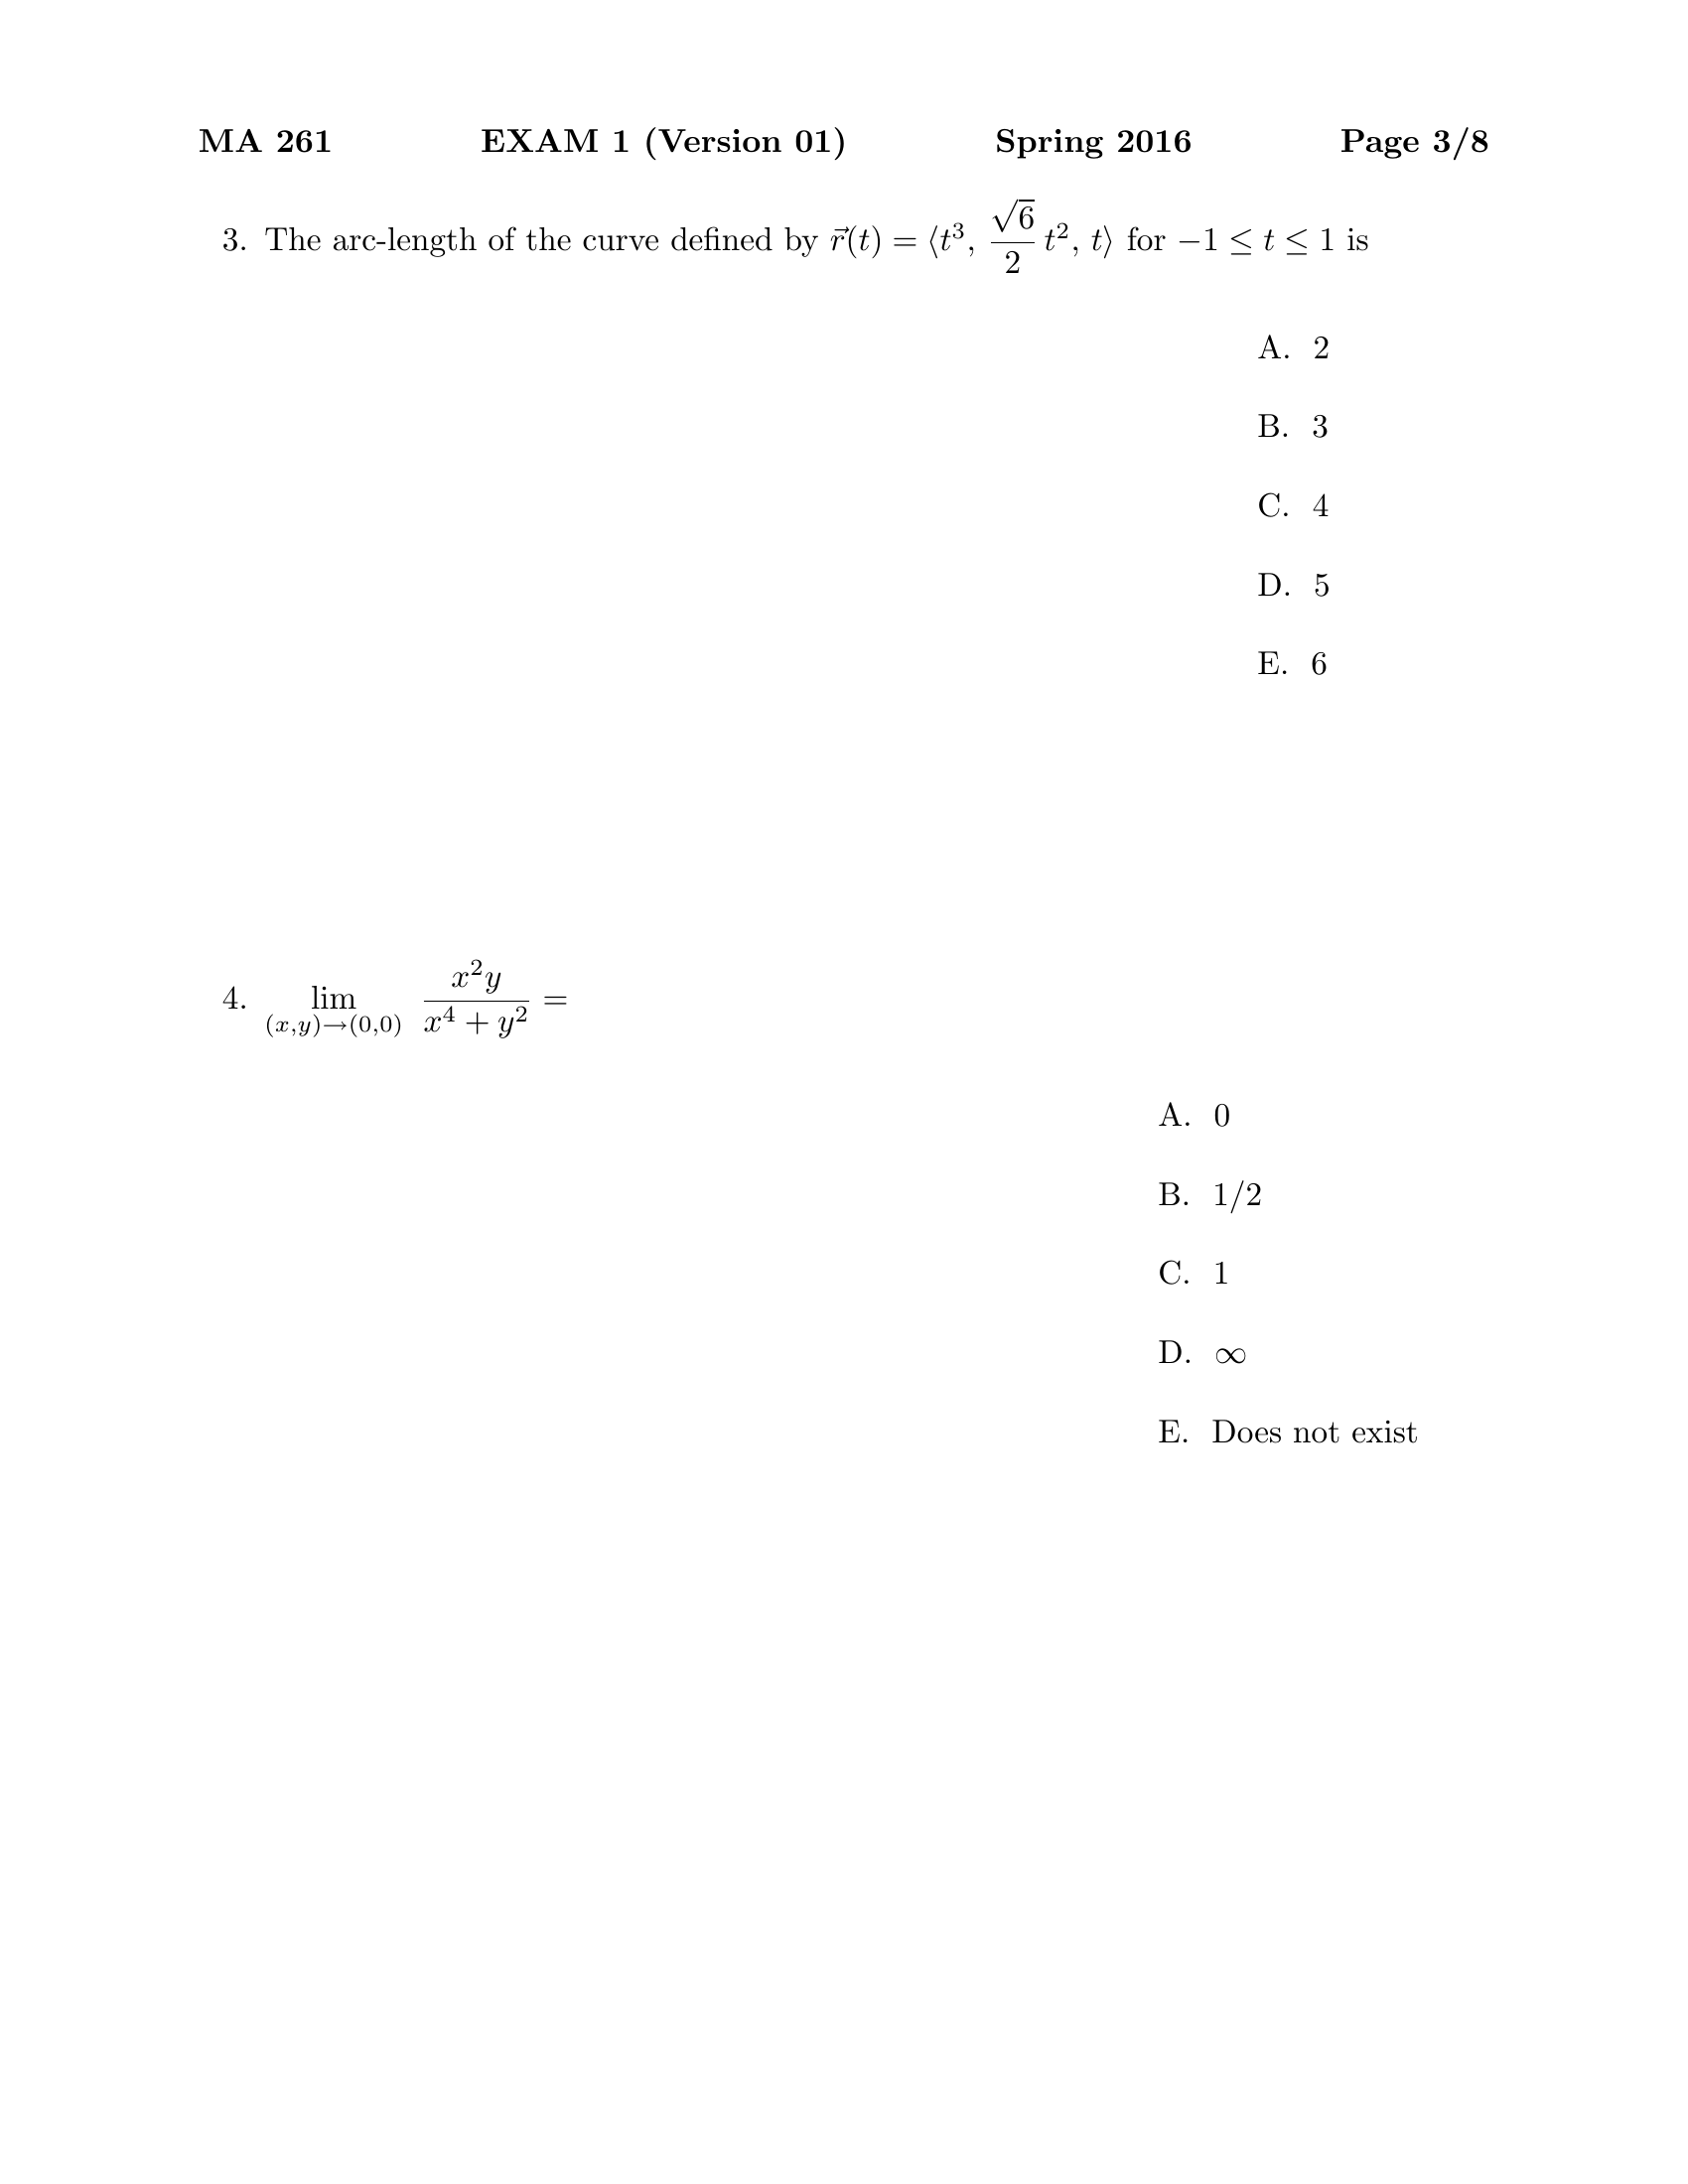 MA 261 EXAM 1 (Version 01) Spring 2016 Page 3/8
3. The arc-length of the curve defined by $\vec{r}(t) = \langle t^3, \frac{\sqrt{6}}{2} t^2, t \rangle$ for $-1 \leq t \leq 1$ is
A. 2
B. 3
C. 4
D. 5
E. 6
4. $\lim_{(x,y) \to (0,0)} \frac{x^2 y}{x^4 + y^2} =$
A. 0
B. 1/2
C. 1
D. ∞
E. Does not exist